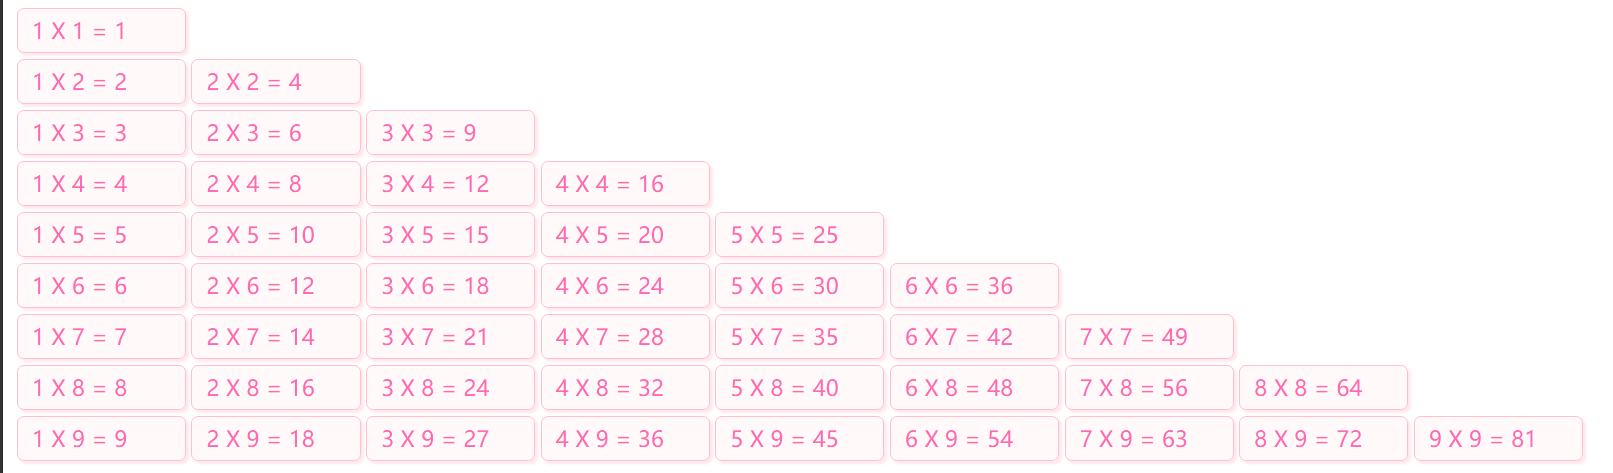 1 X 1 = 1
1 X 2 = 2 2 X 2 = 4
1 X 3 = 3 2 X 3 = 6 3 X 3 = 9
1 X 4 = 4 2 X 4 = 8 3 X 4 = 12 4 X 4 = 16
1 X 5 = 5 2 X 5 = 10 3 X 5 = 15 4 X 5 = 20 5 X 5 = 25
1 X 6 = 6 2 X 6 = 12 3 X 6 = 18 4 X 6 = 24 5 X 6 = 30 6 X 6 = 36
1 X 7 = 7 2 X 7 = 14 3 X 7 = 21 4 X 7 = 28 5 X 7 = 35 6 X 7 = 42 7 X 7 = 49
1 X 8 = 8 2 X 8 = 16 3 X 8 = 24 4 X 8 = 32 5 X 8 = 40 6 X 8 = 48 7 X 8 = 56 8 X 8 = 64
1 X 9 = 9 2 X 9 = 18 3 X 9 = 27 4 X 9 = 36 5 X 9 = 45 6 X 9 = 54 7 X 9 = 63 8 X 9 = 72 9 X 9 = 81